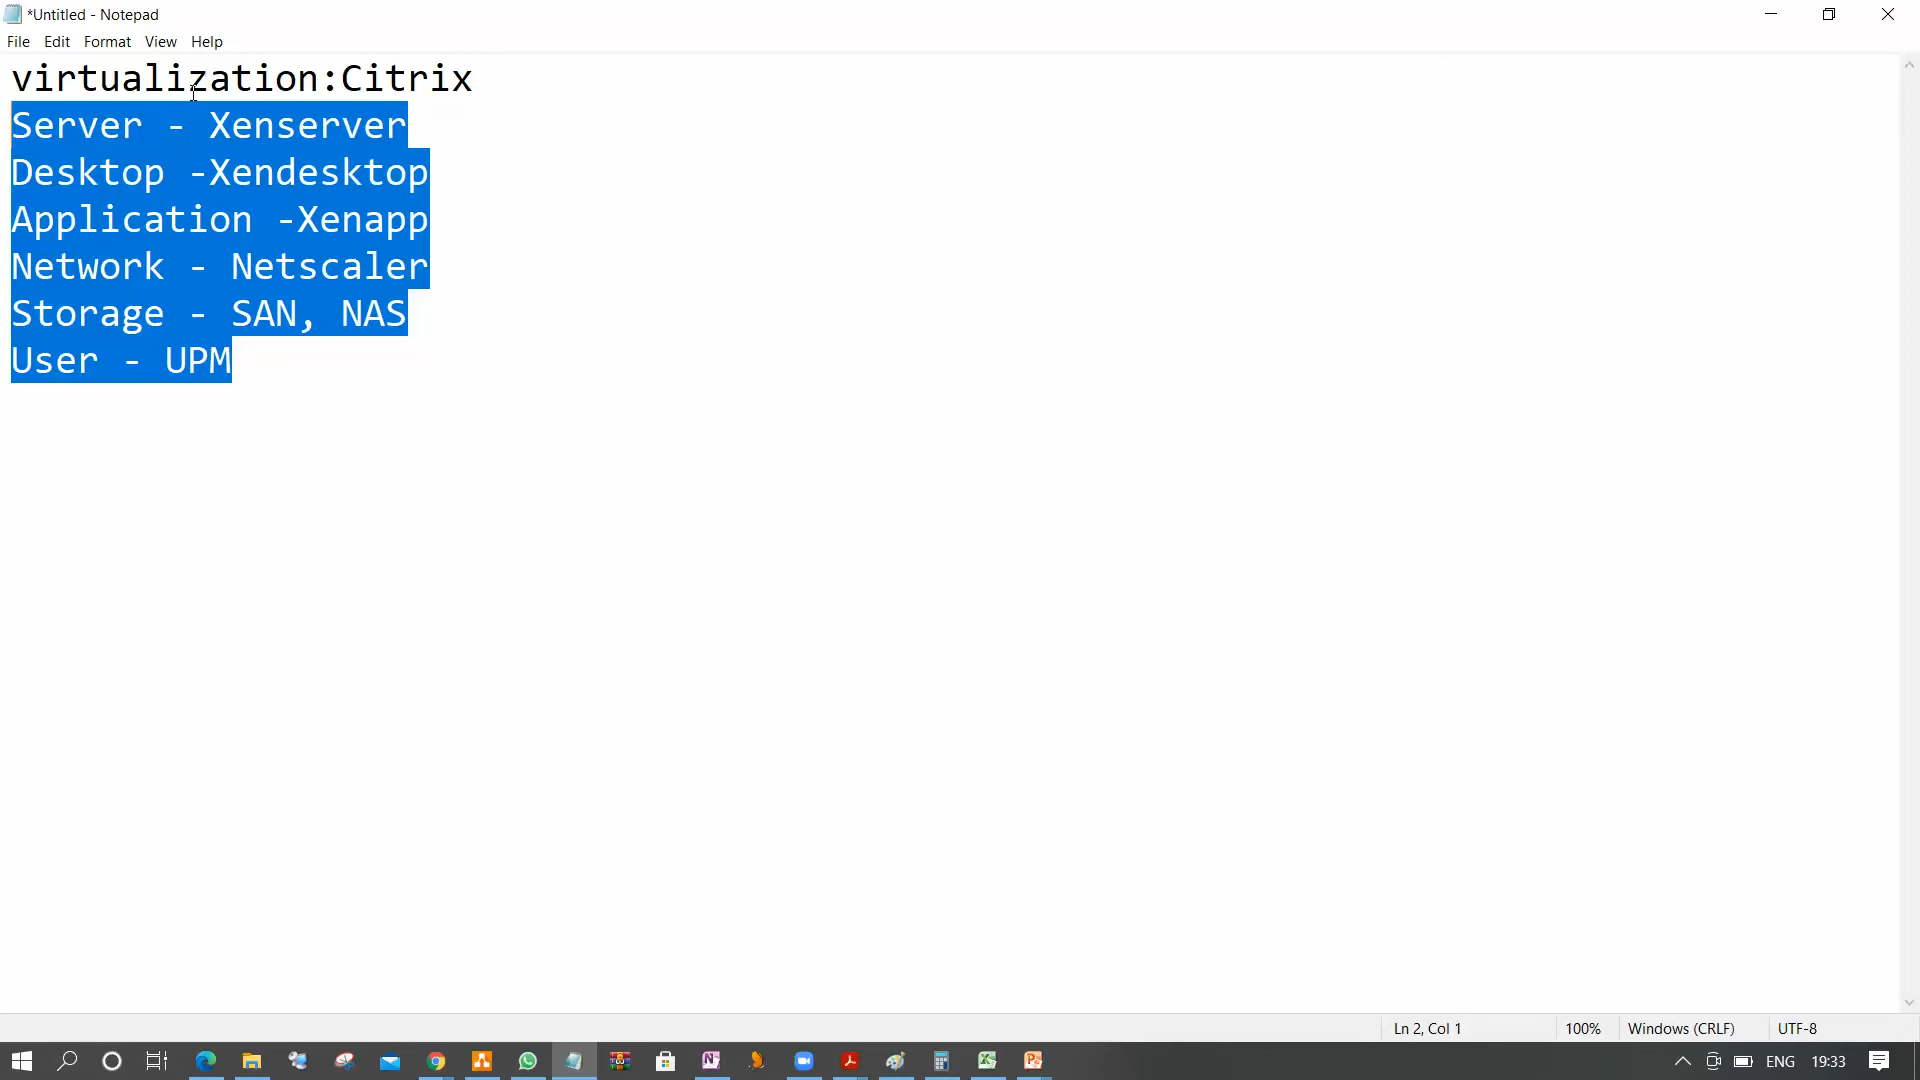 *Untitled - Notepad
File Edit Format View Help
virtualization:Citrix
Server - Xenserver
Desktop -Xendesktop
Application -Xenapp
Network - Netscaler
Storage - SAN, NAS
User - UPM
Ln 2, Col 1 100% Windows (CRLF) UTF-8
ENG 19:33